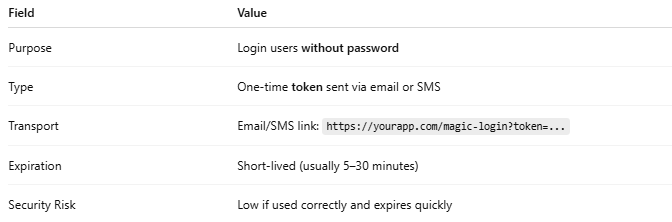 Field Value
Purpose Login users without password
Type One-time token sent via email or SMS
Transport Email/SMS link: https://yourapp.com/magic-login?token=...
Expiration Short-lived (usually 5–30 minutes)
Security Risk Low if used correctly and expires quickly